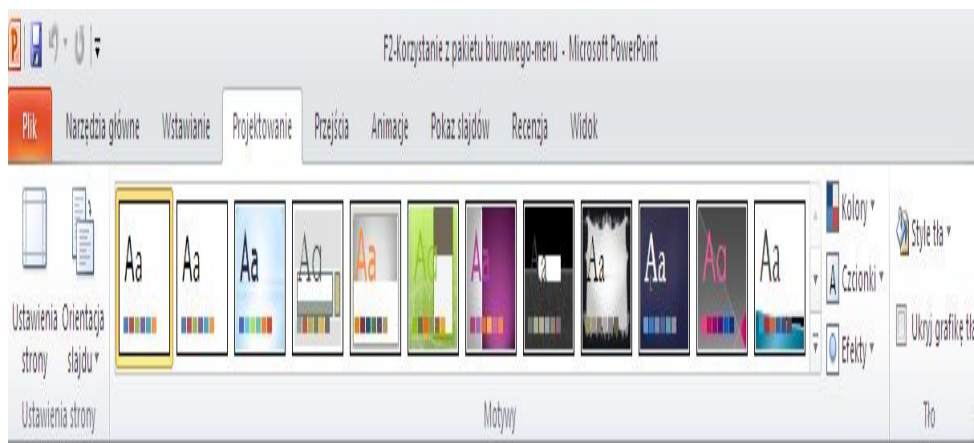 F2-Korzystanie z pakietu biurowego-menu - Microsoft PowerPoint
Plik Narzędzia główne Wstawianie Projektowanie Przejścia Animacje Pokaz slajdów Recenzja Widok
Aa Aa Aa Aa Aa Aa Aa Aa Aa Aa Aa Aa
Kolory
Czcionki
Efekty
Style tła
Ukryj grafikę tła
Ustawienia strony
Orientacja slajdu
Ustawienia strony Motywy Tło